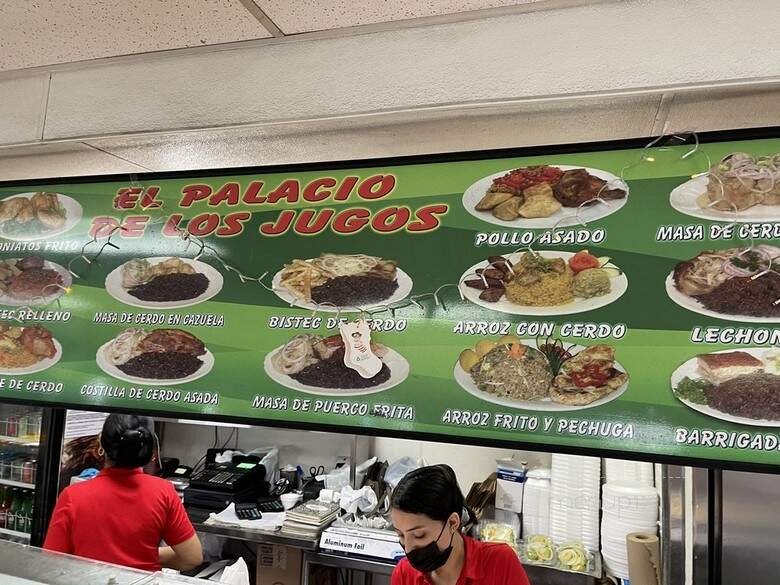 EL PALACIO
DE LOS JUGOS
POLLO ASADO
MASA DE CERD
ONIATOS FRITO
TEC RELLENO
MASA DE CERDO EN CAZUELA
BISTEC DE CERDO
ARROZ CON CERDO
LECHON
E DE CERDO
COSTILLA DE CERDO ASADA
MASA DE PUERCO FRITA
ARROZ FRITO Y PECHUGA
BARRIGADA
Aluminum Foil